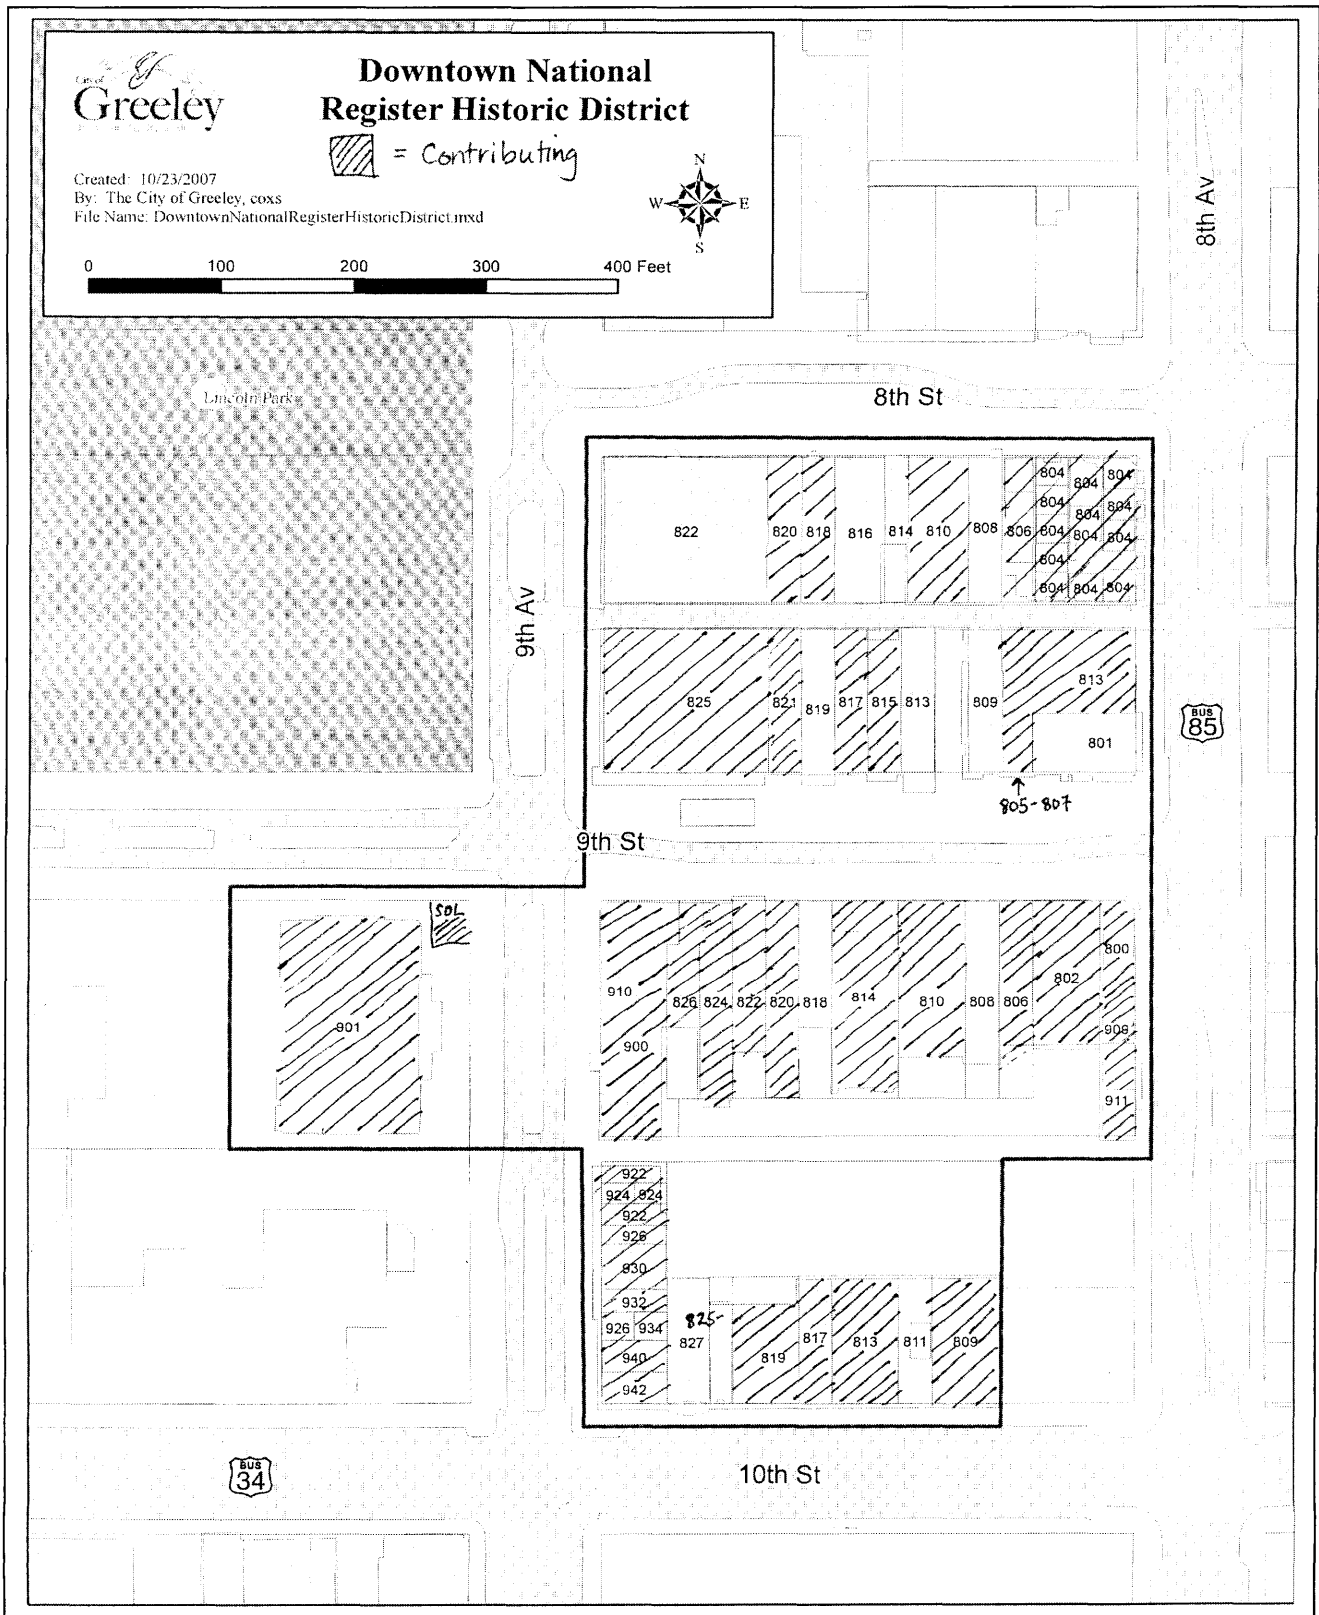 City of
Greeley
Downtown National
Register Historic District
= Contributing
Created: 10/23/2007
By: The City of Greeley, coxs
File Name: DowntownNationalRegisterHistoricDistrict.mxd
N
W E
S
0 100 200 300 400 Feet
8th Av
Lincoln Park
8th St
804 804 804
804 804
804
822 820 818 816 814 810 808 806 804 804 804
804
804 804 804
9th Av
825 821 819 817 815 813 809 813
BUS
85
801
805-807
9th St
SOL
800
910 826 824 822 820 818 814 810 808 806 802
901 900 908
911
922
924 924
922
926
930
932
825-
926 934 827 819 817 813 811 809
940
942
BUS
34
10th St